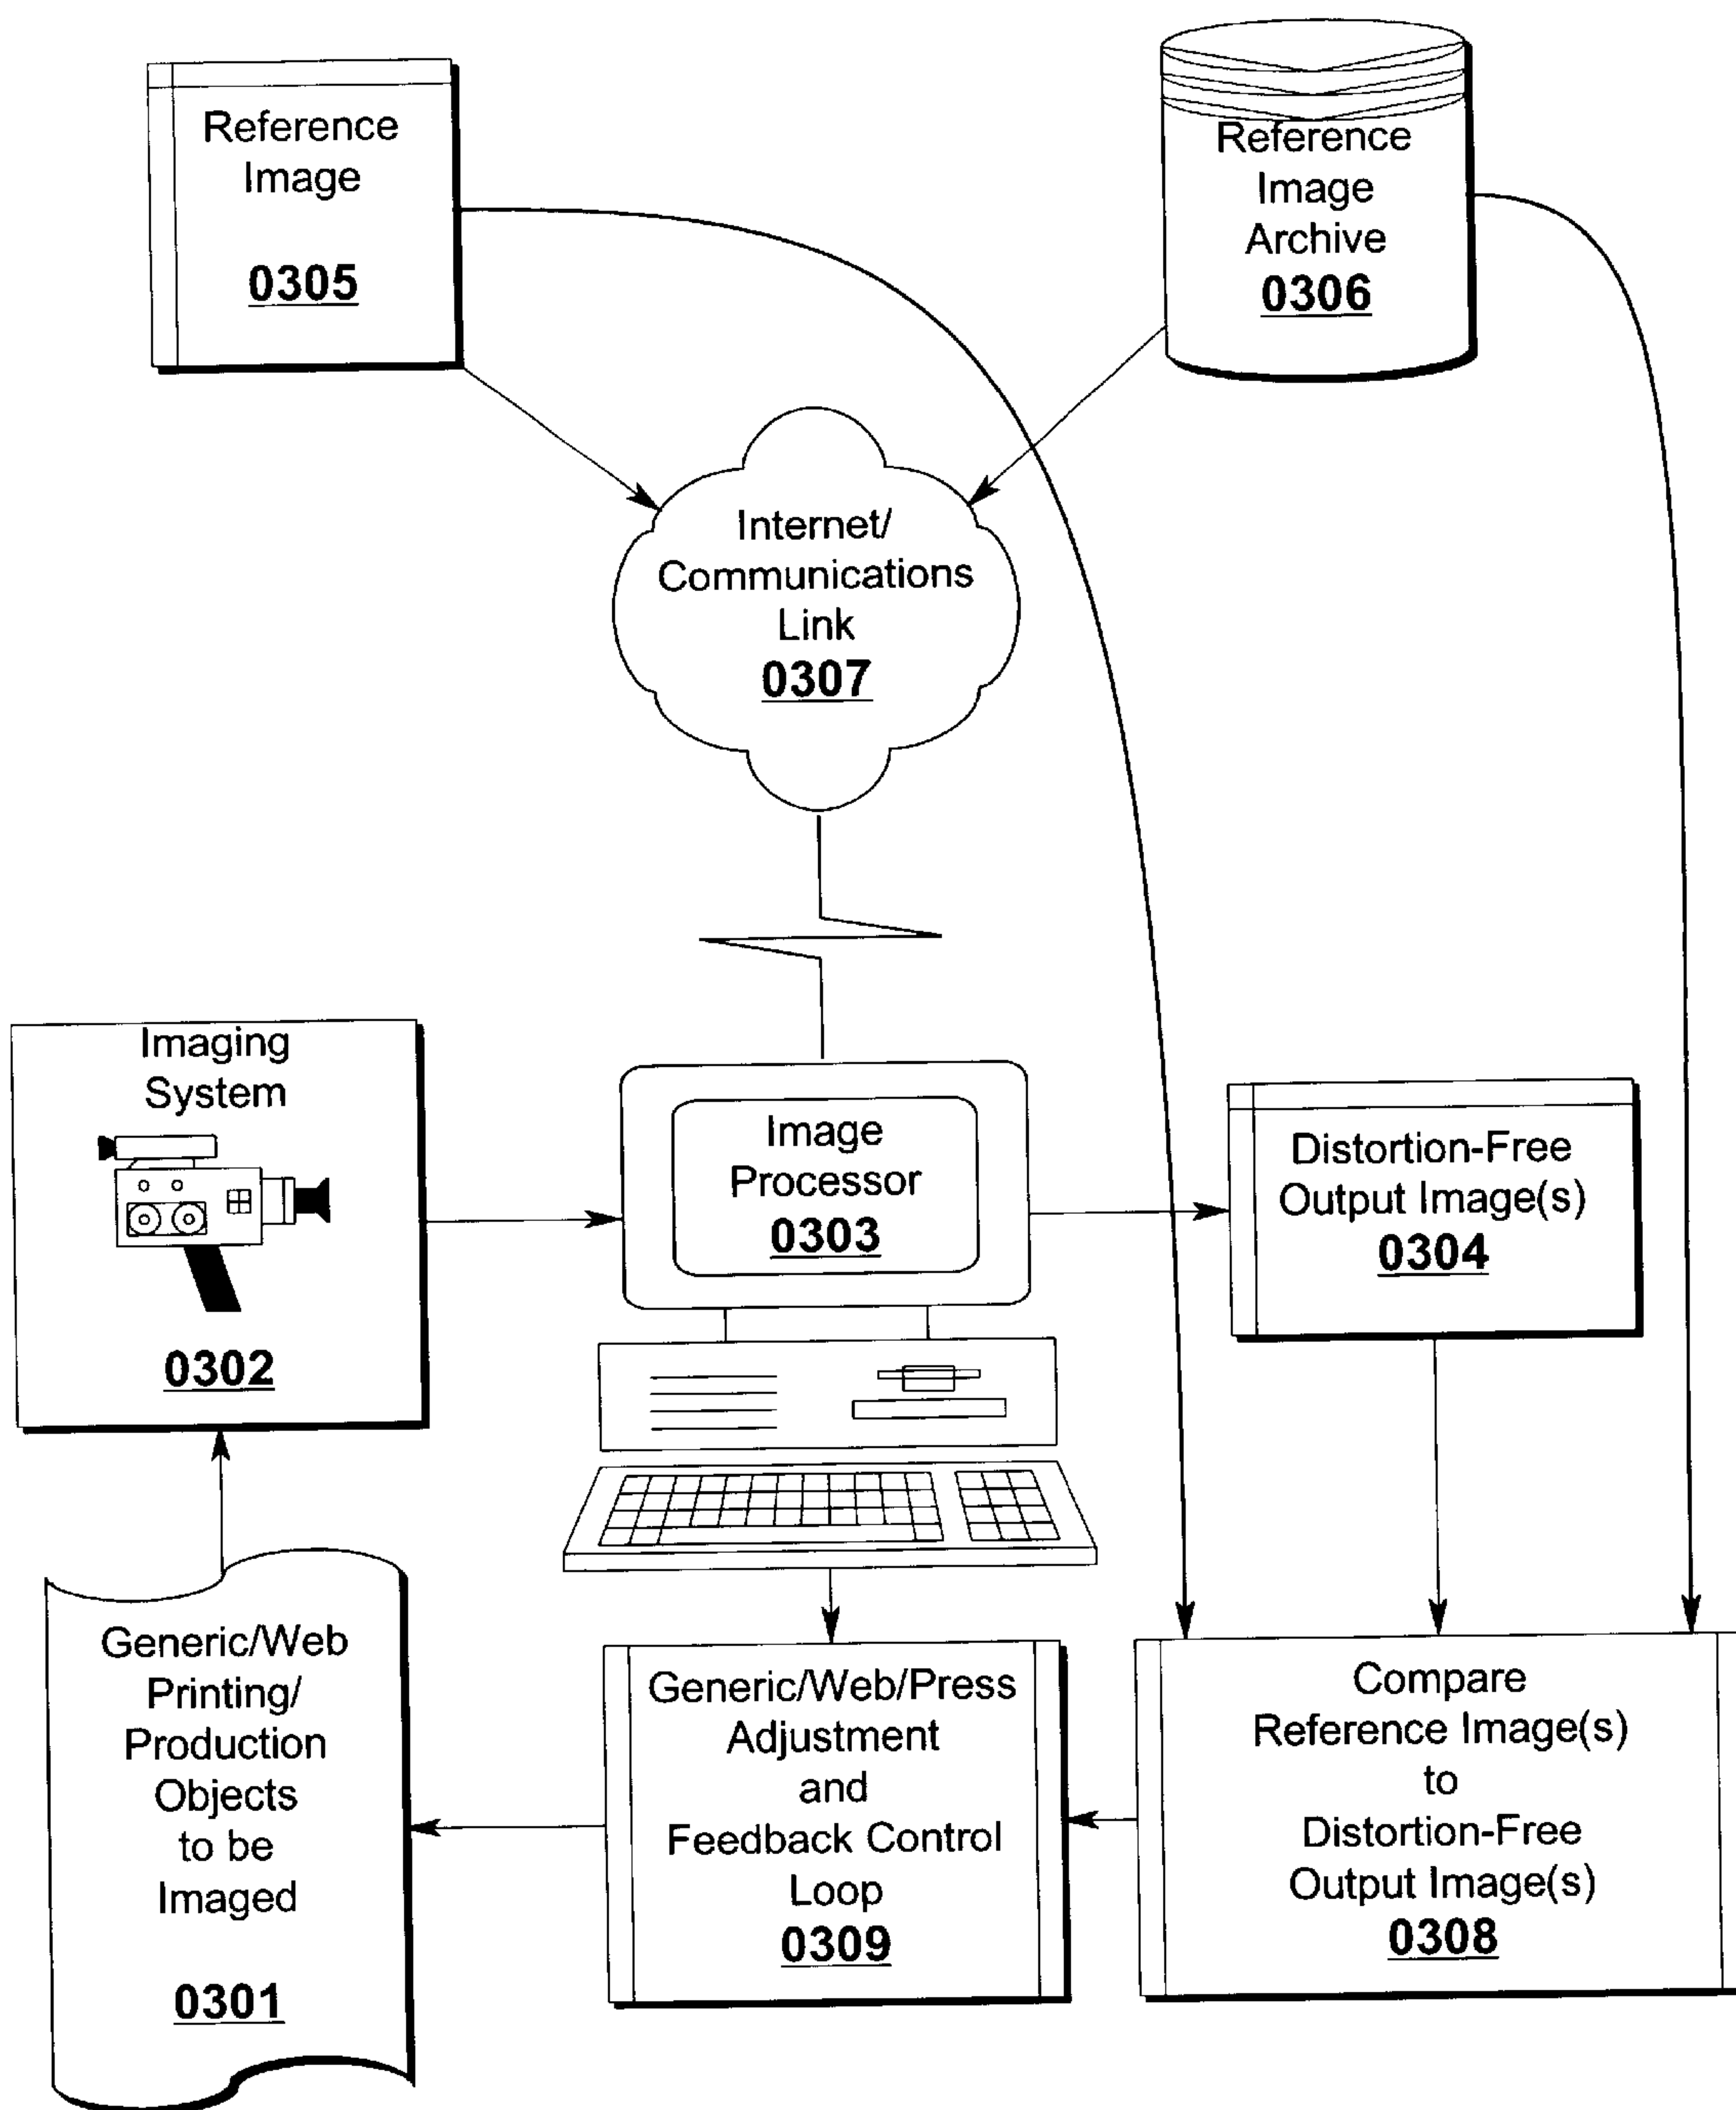 Reference
Image
0305
Reference
Image
Archive
0306
Internet/
Communications
Link
0307
Imaging
System
0302
Image
Processor
0303
Distortion-Free
Output Image(s)
0304
Generic/Web
Printing/
Production
Objects
to be
Imaged
0301
Generic/Web/Press
Adjustment
and
Feedback Control
Loop
0309
Compare
Reference Image(s)
to
Distortion-Free
Output Image(s)
0308